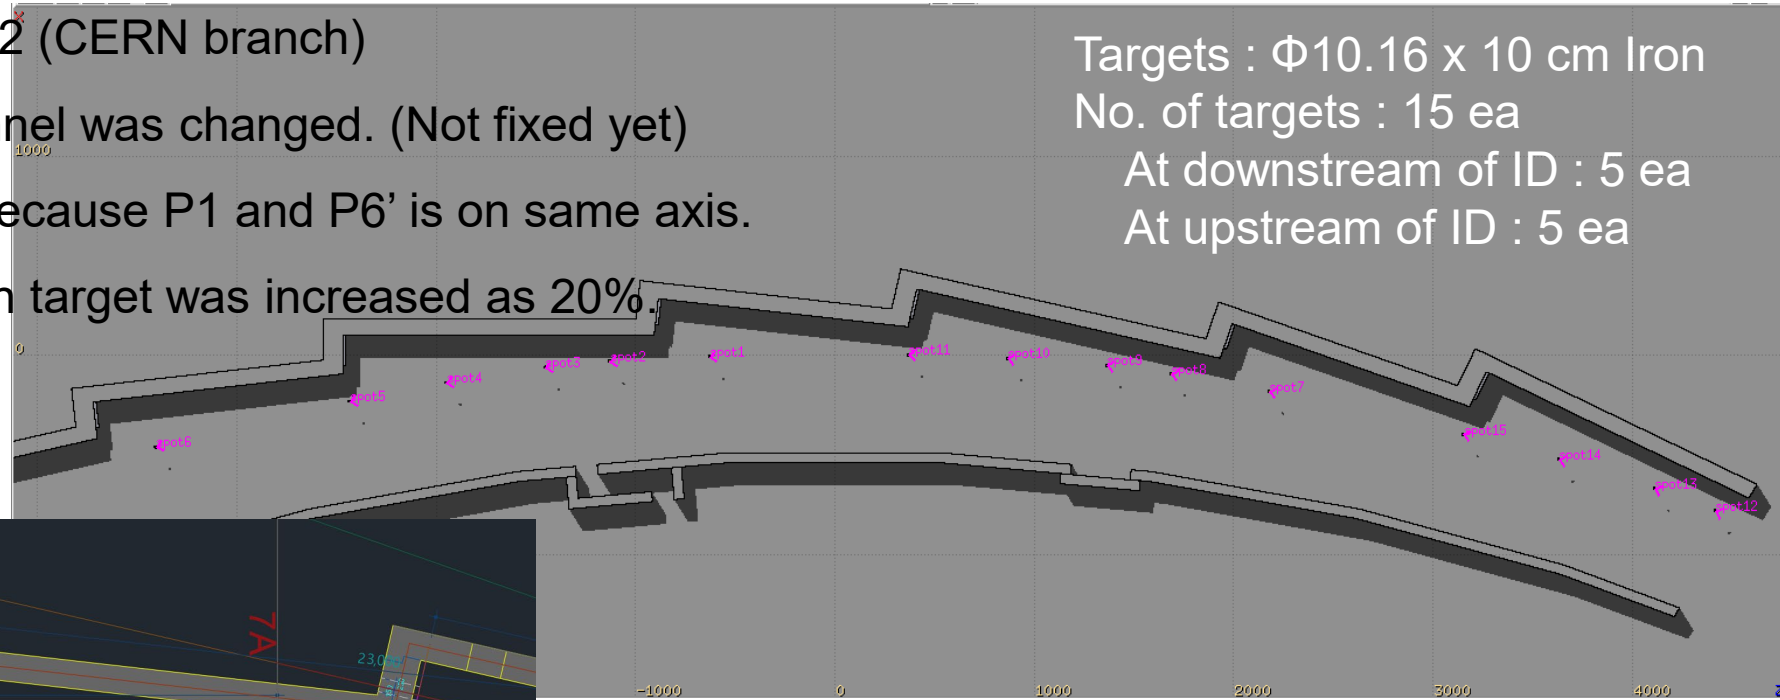 2 (CERN branch)
nnel was changed. (Not fixed yet)
ecause P1 and P6’ is on same axis.
n target was increased as 20%.
Targets : Φ10.16 x 10 cm Iron
No. of targets : 15 ea
At downstream of ID : 5 ea
At upstream of ID : 5 ea
X
1000
0
spot6
spot5
spot4
spot3
spot2
spot1
spot11
spot10
spot9
spot8
spot7
spot15
spot14
spot13
spot12
7A
-1000
0
1000
2000
3000
4000
Z